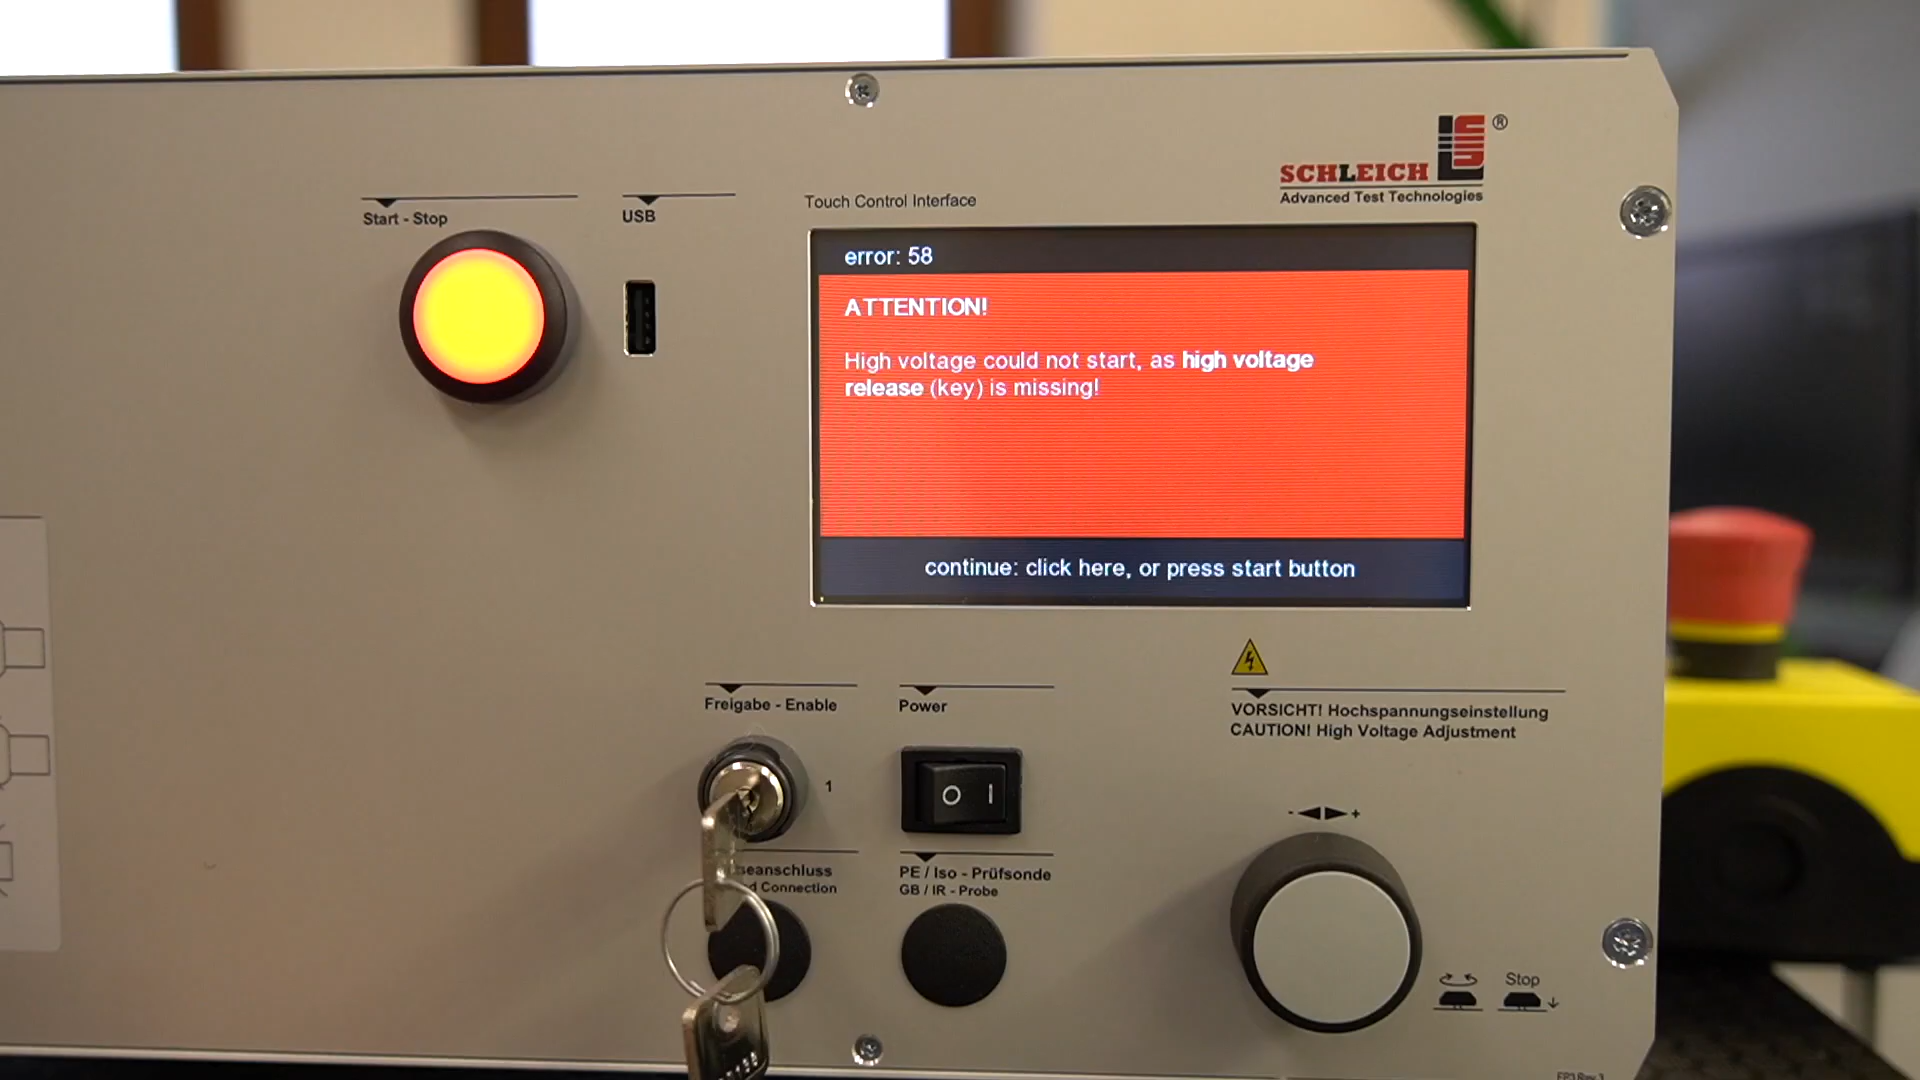 SCHLEICH ®
Advanced Test Technologies
Start - Stop
USB
Touch Control Interface
error: 58
ATTENTION!
High voltage could not start, as high voltage
release (key) is missing!
continue: click here, or press start button
Freigabe - Enable
Power
VORSICHT! Hochspannungseinstellung
CAUTION! High Voltage Adjustment
1
O I
- +
PE / Iso - Prüfsonde
GB / IR - Probe
Connection
Stop